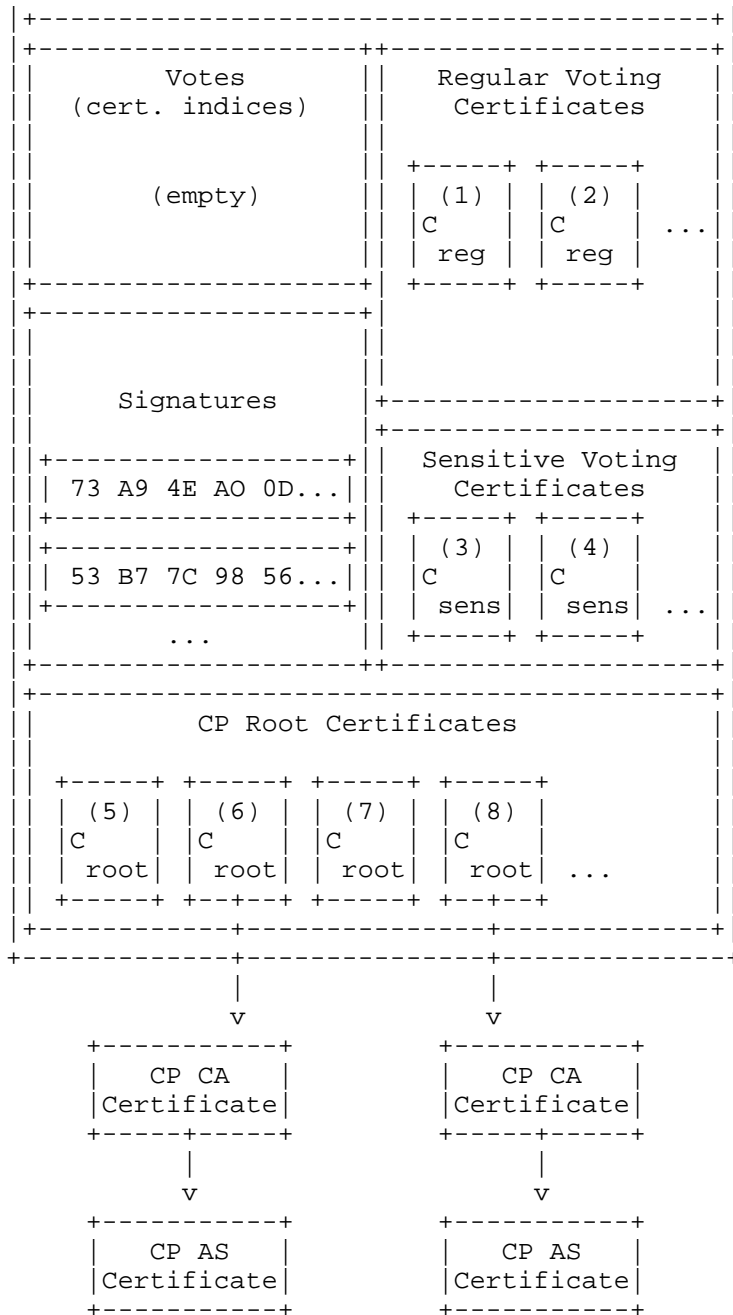 Votes
(cert. indices)
(empty)
Regular Voting
Certificates
(1) (2)
C C ...
reg reg
Signatures
73 A9 4E AO 0D...
53 B7 7C 98 56...
...
Sensitive Voting
Certificates
(3) (4)
C C
sens sens ...
CP Root Certificates
(5) (6) (7) (8)
C C C C
root root root root ...
v v
CP CA CP CA
Certificate Certificate
v v
CP AS CP AS
Certificate Certificate